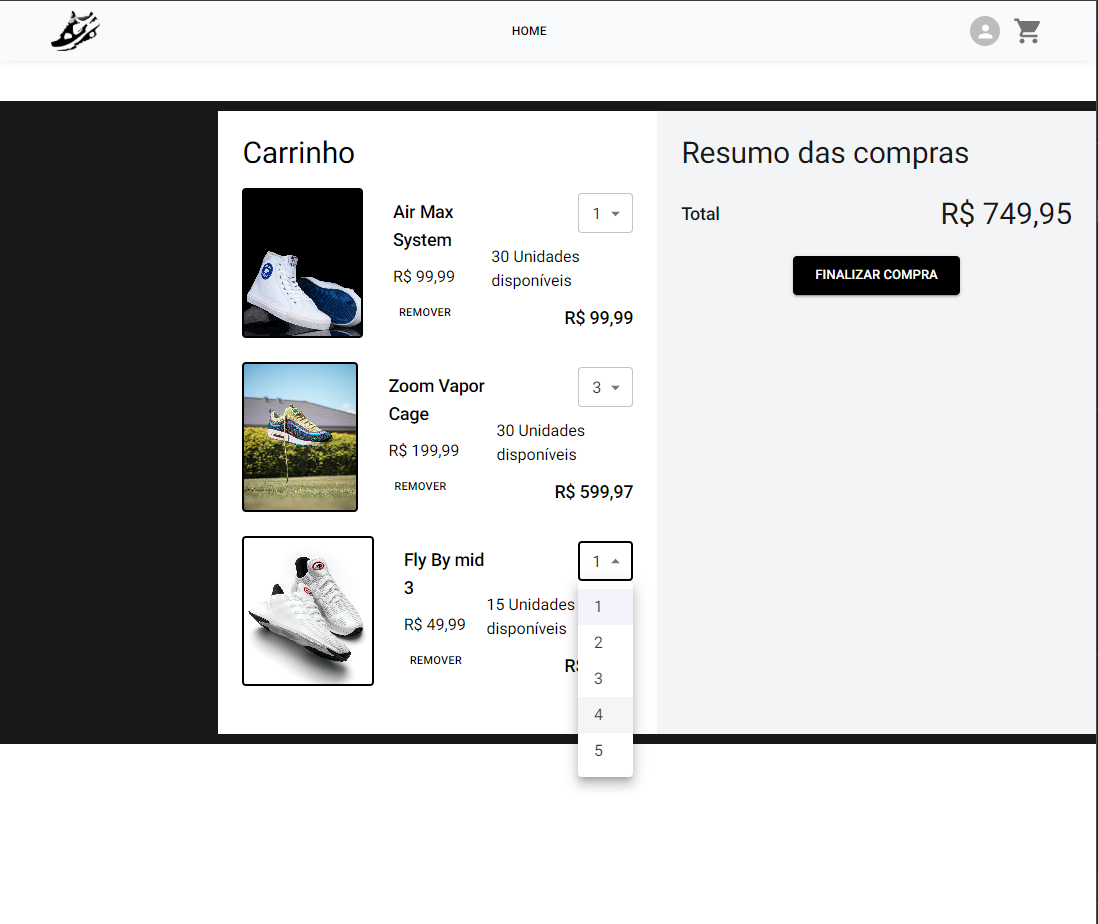 HOME
Carrinho
Air Max
System
R$ 99,99
REMOVER
1
30 Unidades
disponíveis
R$ 99,99
Zoom Vapor
Cage
R$ 199,99
REMOVER
3
30 Unidades
disponíveis
R$ 599,97
Fly By mid
3
R$ 49,99
REMOVER
1
15 Unidades
disponíveis
1
2
3
4
5
Resumo das compras
Total
R$ 749,95
FINALIZAR COMPRA